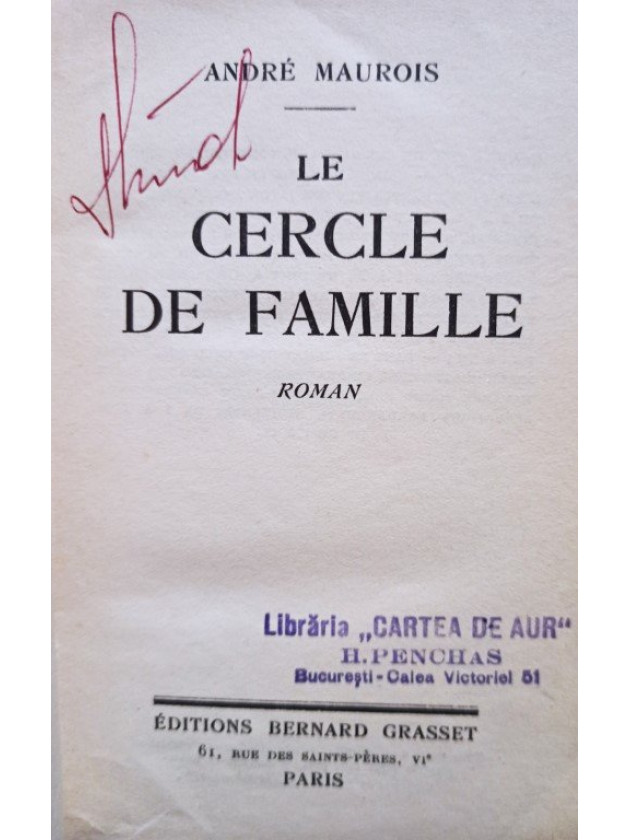 ANDRÉ MAUROIS
LE
CERCLE
DE FAMILLE
ROMAN
Librăria „CARTEA DE AUR“
H. PENCHAS
Bucureşti - Calea Victoriei 51
ÉDITIONS BERNARD GRASSET
61, RUE DES SAINTS-PÈRES, VIe
PARIS